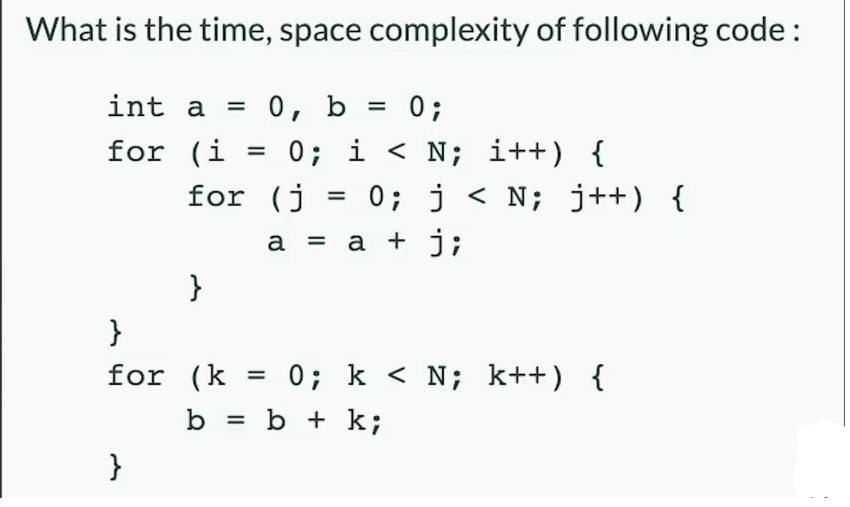 What is the time, space complexity of following code :
int a = 0, b = 0;
for (i = 0; i < N; i++) {
for (j = 0; j < N; j++) {
a = a + j;
}
}
for (k = 0; k < N; k++) {
b = b + k;
}